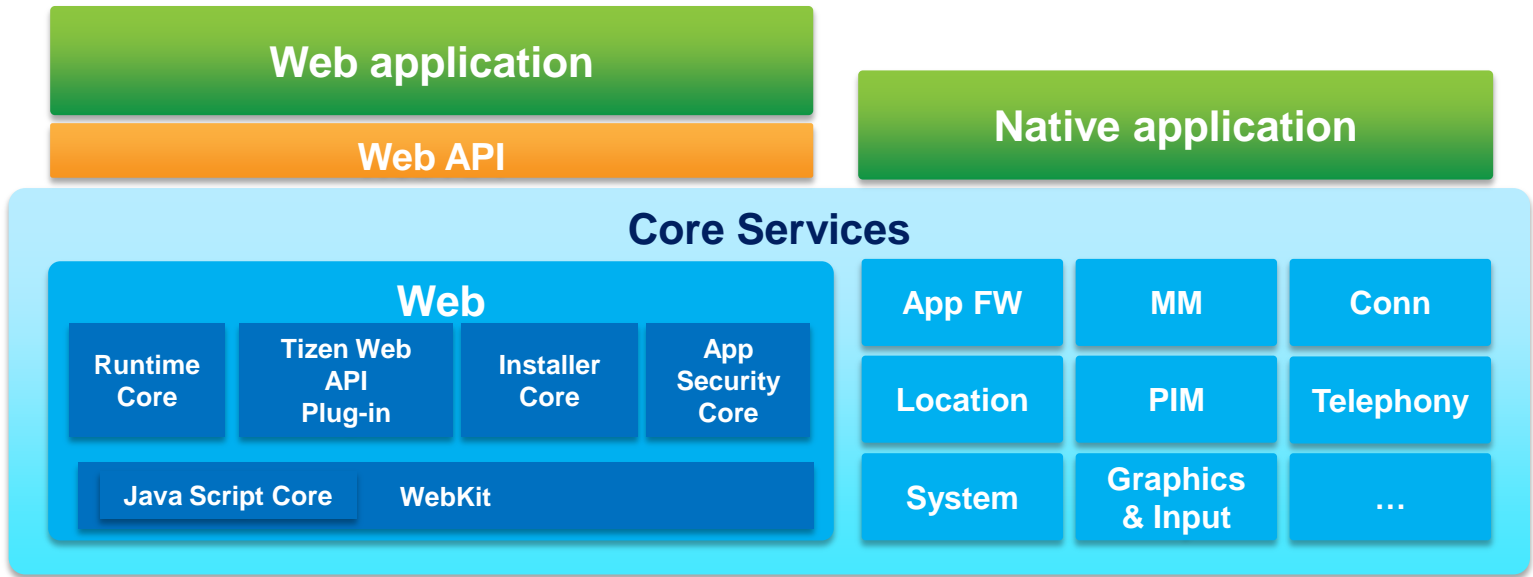 Web application
Web API
Native application
Core Services
Web
Runtime
Core
Tizen Web
API
Plug-in
Installer
Core
App
Security
Core
Java Script Core
WebKit
App FW
MM
Conn
Location
PIM
Telephony
System
Graphics
& Input
…